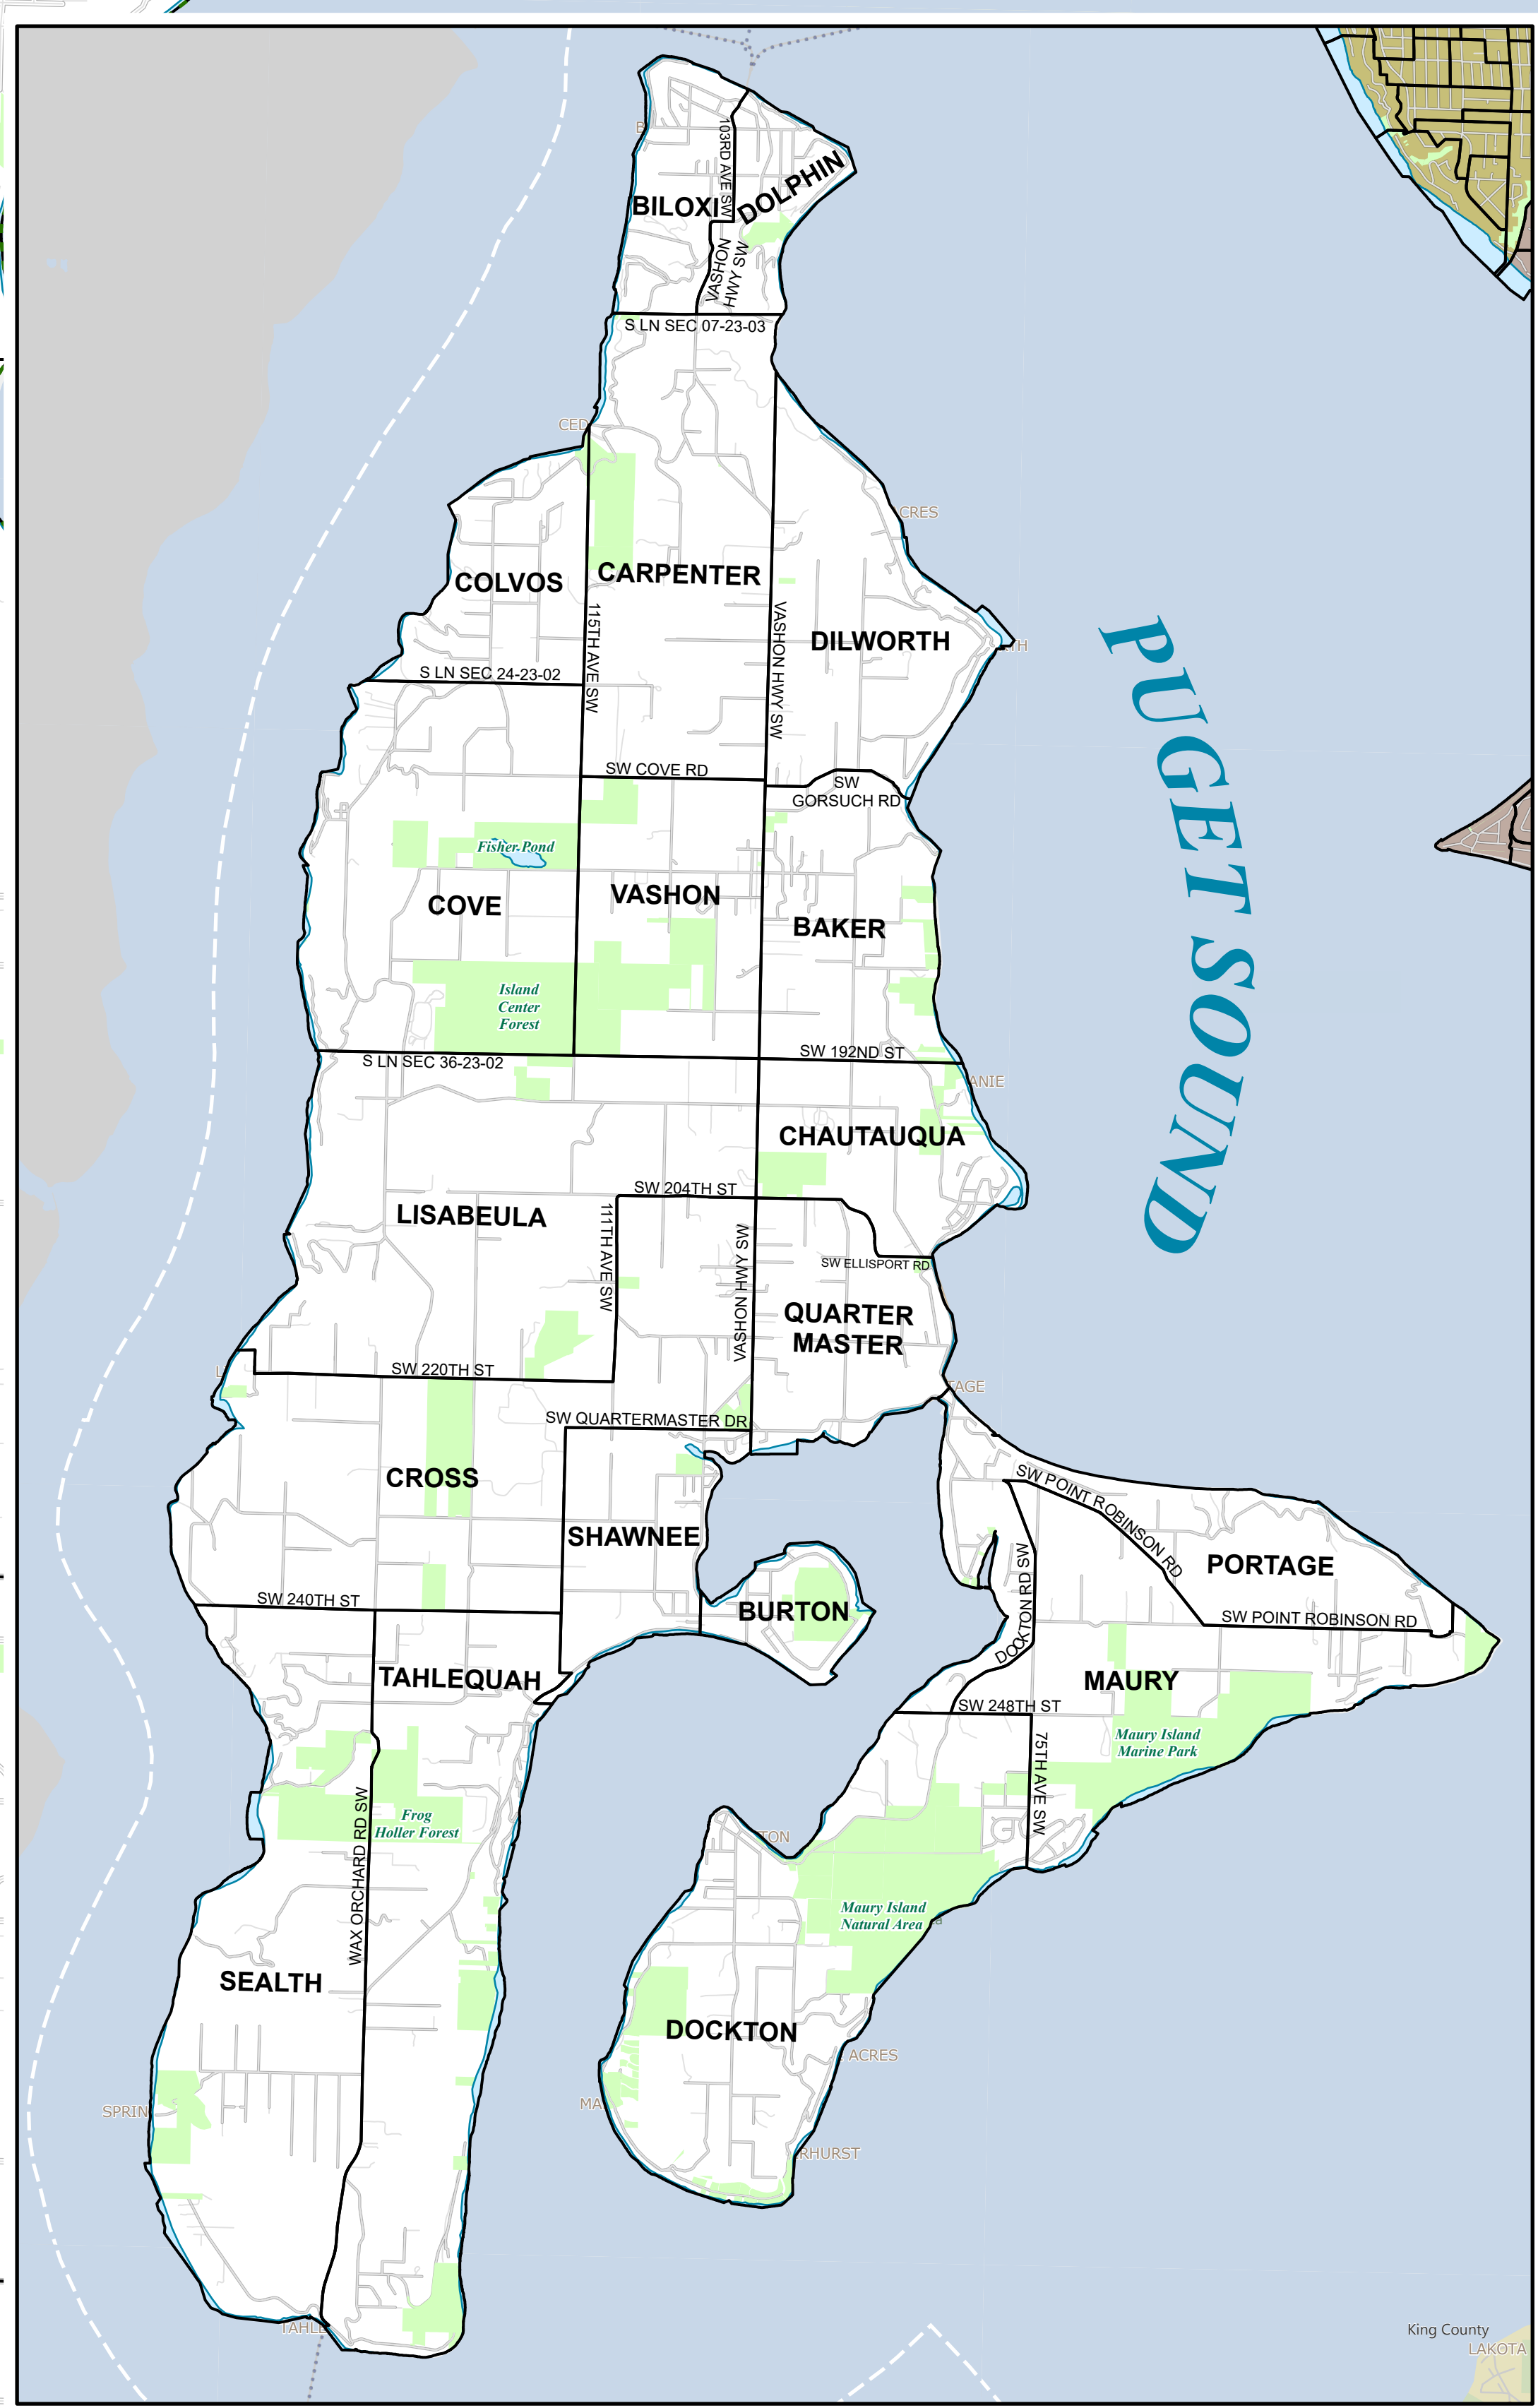 103RD AVE SW
DOLPHIN
BILOXI
VASHON
HWY SW
S LN SEC 07-23-03
CED
CRES
COLVOS
CARPENTER
115TH AVE SW
VASHON HWY SW
DILWORTH
TH
PUGET SOUND
S LN SEC 24-23-02
SW COVE RD
SW
GORSUCH RD
Fisher Pond
COVE
VASHON
BAKER
Island
Center
Forest
S LN SEC 36-23-02
SW 192ND ST
ANIE
CHAUTAUQUA
LISABEULA
SW 204TH ST
111TH AVE SW
VASHON HWY SW
SW ELLISPORT RD
QUARTER
MASTER
L
SW 220TH ST
TAGE
SW QUARTERMASTER DR
CROSS
SHAWNEE
SW POINT ROBINSON RD
PORTAGE
DOCKTON RD SW
SW 240TH ST
BURTON
SW POINT ROBINSON RD
TAHLEQUAH
MAURY
SW 248TH ST
Maury Island
Marine Park
75TH AVE SW
WAX ORCHARD RD SW
Frog
Holler Forest
TON
Maury Island
Natural Area
SEALTH
DOCKTON
ACRES
SPRIN
MA
RHURST
TAHLE
King County
LAKOTA